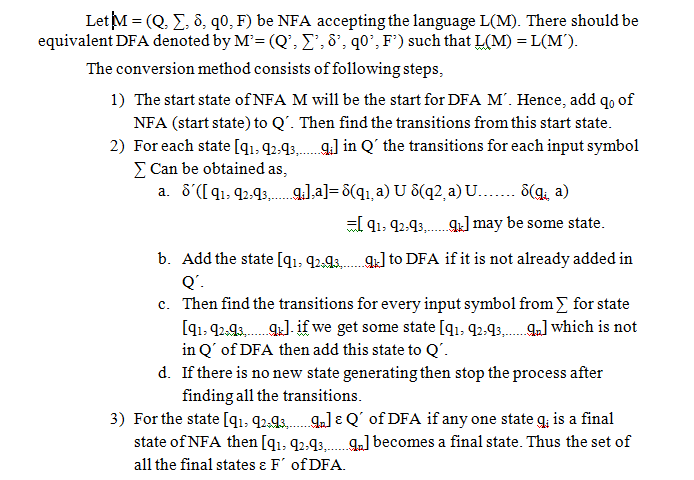 Let M = (Q, ∑, δ, q0, F) be NFA accepting the language L(M). There should be
equivalent DFA denoted by M’= (Q’, ∑’, δ’, q0’, F’) such that L(M) = L(M´).
The conversion method consists of following steps,
1) The start state of NFA M will be the start for DFA M´. Hence, add q₀ of
NFA (start state) to Q´. Then find the transitions from this start state.
2) For each state [q₁, q₂,q₃,......qᵢ] in Q´ the transitions for each input symbol
∑ Can be obtained as,
a. δ´([ q₁, q₂,q₃,......qᵢ],a]= δ(q₁, a) U δ(q2, a) U....... δ(qᵢ, a)
=[ q₁, q₂,q₃,......qₖ] may be some state.
b. Add the state [q₁, q₂,q₃,......qₖ] to DFA if it is not already added in
Q´.
c. Then find the transitions for every input symbol from ∑ for state
[q₁, q₂,q₃,......qₖ]. if we get some state [q₁, q₂,q₃,......qₙ] which is not
in Q´ of DFA then add this state to Q´.
d. If there is no new state generating then stop the process after
finding all the transitions.
3) For the state [q₁, q₂,q₃,......qₙ] ε Q´ of DFA if any one state qᵢ is a final
state of NFA then [q₁, q₂,q₃,......qₙ] becomes a final state. Thus the set of
all the final states ε F´ of DFA.